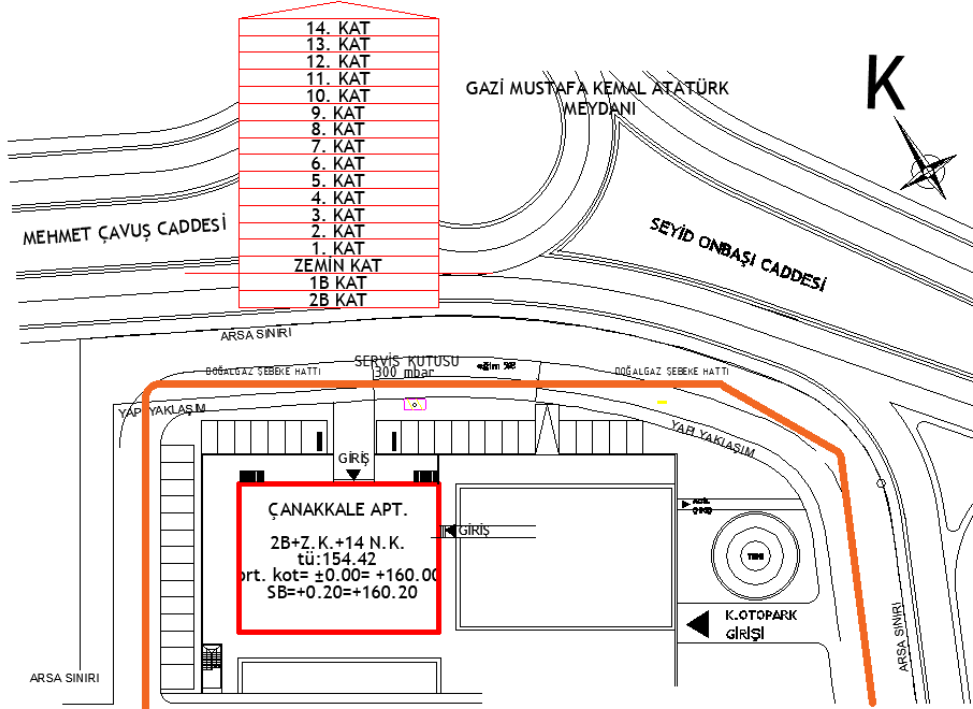 14. KAT
13. KAT
12. KAT
11. KAT
10. KAT
9. KAT
8. KAT
7. KAT
6. KAT
5. KAT
4. KAT
3. KAT
2. KAT
1. KAT
ZEMİN KAT
1B KAT
2B KAT
GAZİ MUSTAFA KEMAL ATATÜRK
MEYDANI
K
MEHMET ÇAVUŞ CADDESİ
SEYİD ONBAŞI CADDESİ
ARSA SINIRI
SERVİS KUTUSU
300 mbar
DOĞALGAZ ŞEBEKE HATTI
DOĞALGAZ ŞEBEKE HATTI
YAPI YAKLAŞIM
YAPI YAKLAŞIM
GİRİŞ
ÇANAKKALE APT.
2B+Z.K.+14 N.K.
tü:154.42
ort. kot= ±0.00= +160.00
SB=+0.20=+160.20
GİRİŞ
K.OTOPARK
GİRİŞİ
ARSA SINIRI
ARSA SINIRI